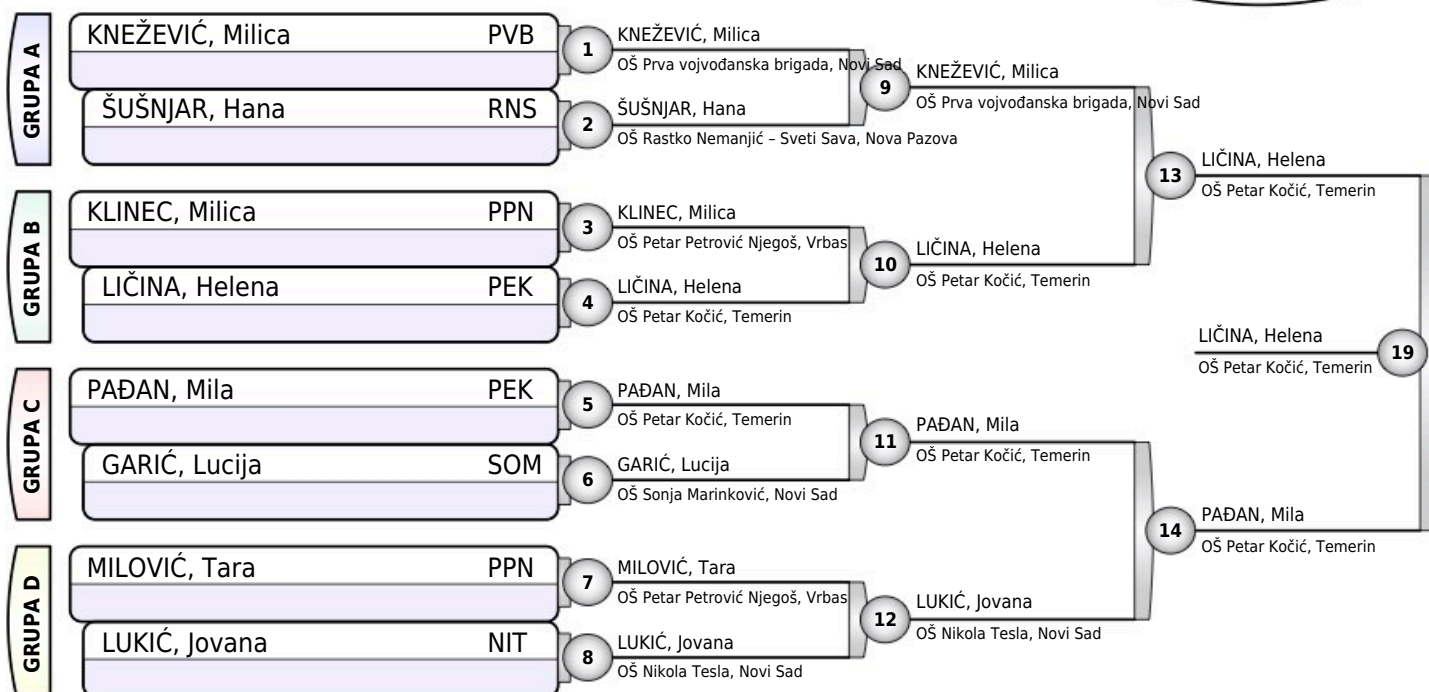 GRUPA A
KNEŽEVIĆ, Milica PVB
ŠUŠNJAR, Hana RNS
GRUPA B
KLINEC, Milica PPN
LIČINA, Helena PEK
GRUPA C
PAĐAN, Mila PEK
GARIĆ, Lucija SOM
GRUPA D
MILOVIĆ, Tara PPN
LUKIĆ, Jovana NIT
1
KNEŽEVIĆ, Milica
OŠ Prva vojvođanska brigada, Novi Sad
2
ŠUŠNJAR, Hana
OŠ Rastko Nemanjić – Sveti Sava, Nova Pazova
3
KLINEC, Milica
OŠ Petar Petrović Njegoš, Vrbas
4
LIČINA, Helena
OŠ Petar Kočić, Temerin
5
PAĐAN, Mila
OŠ Petar Kočić, Temerin
6
GARIĆ, Lucija
OŠ Sonja Marinković, Novi Sad
7
MILOVIĆ, Tara
OŠ Petar Petrović Njegoš, Vrbas
8
LUKIĆ, Jovana
OŠ Nikola Tesla, Novi Sad
9
KNEŽEVIĆ, Milica
OŠ Prva vojvođanska brigada, Novi Sad
10
LIČINA, Helena
OŠ Petar Kočić, Temerin
11
PAĐAN, Mila
OŠ Petar Kočić, Temerin
12
LUKIĆ, Jovana
OŠ Nikola Tesla, Novi Sad
13
LIČINA, Helena
OŠ Petar Kočić, Temerin
14
PAĐAN, Mila
OŠ Petar Kočić, Temerin
LIČINA, Helena
OŠ Petar Kočić, Temerin
19